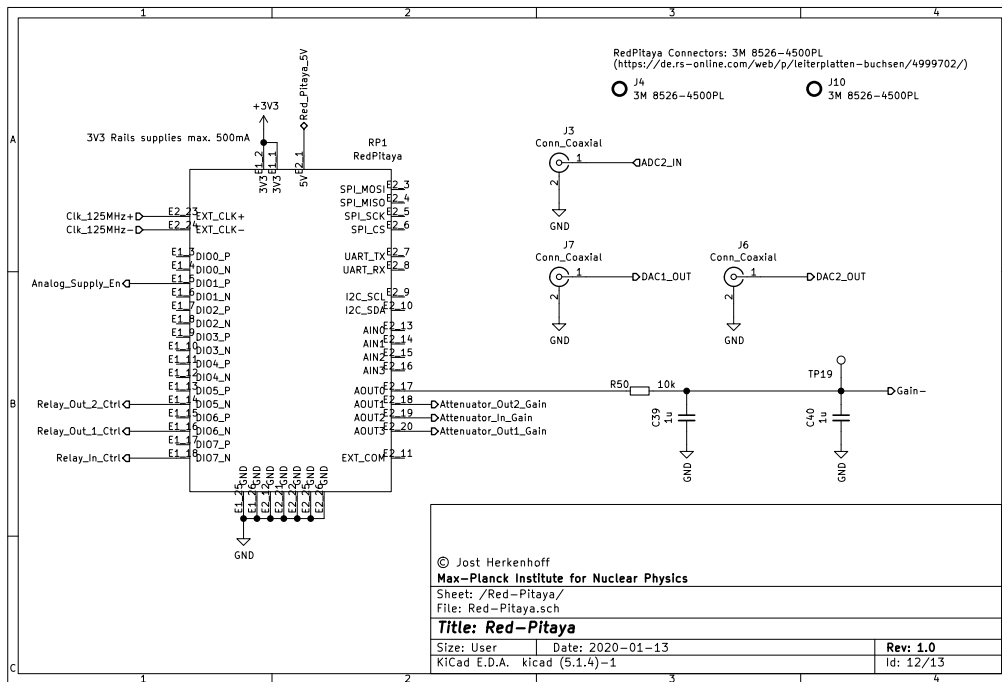 1
2
3
4
A
B
C
RedPitaya Connectors: 3M 8526-4500PL
(https://de.rs-online.com/web/p/leiterplatten-buchsen/4999702/)
J4
3M 8526-4500PL
J10
3M 8526-4500PL
Red_Pitaya_5V
+3V3
3V3 Rails supplies max. 500mA
RP1
RedPitaya
E1_2
E1_1
E2_1
3V3
3V3
5V
J3
Conn_Coaxial
1
ADC2_IN
2
GND
E2_3
SPI_MOSI
E2_4
SPI_MISO
E2_5
SPI_SCK
E2_6
SPI_CS
Clk_125MHz+
E2_23
EXT_CLK+
Clk_125MHz-
E2_24
EXT_CLK-
E2_7
UART_TX
E2_8
UART_RX
E2_9
I2C_SCL
E2_10
I2C_SDA
E2_13
AIN0
E2_14
AIN1
E2_15
AIN2
E2_16
AIN3
E2_17
AOUT0
E2_18
AOUT1
Attenuator_Out2_Gain
E2_19
AOUT2
Attenuator_In_Gain
E2_20
AOUT3
Attenuator_Out1_Gain
E2_11
EXT_COM
E1_3
DIO0_P
E1_4
DIO0_N
Analog_Supply_En
E1_5
DIO1_P
E1_6
DIO1_N
E1_7
DIO2_P
E1_8
DIO2_N
E1_9
DIO3_P
E1_10
DIO3_N
E1_11
DIO4_P
E1_12
DIO4_N
E1_13
DIO5_P
Relay_Out_2_Ctrl
E1_14
DIO5_N
E1_15
DIO6_P
Relay_Out_1_Ctrl
E1_16
DIO6_N
E1_17
DIO7_P
Relay_In_Ctrl
E1_18
DIO7_N
GND
GND
GND
GND
GND
GND
GND
E1_25
E1_26
E2_12
E2_21
E2_22
E2_25
E2_26
GND
J7
Conn_Coaxial
1
DAC1_OUT
2
GND
J6
Conn_Coaxial
1
DAC2_OUT
2
GND
R50
10k
TP19
Gain-
C39
1u
GND
C40
1u
GND
© Jost Herkenhoff
Max-Planck Institute for Nuclear Physics
Sheet: /Red-Pitaya/
File: Red-Pitaya.sch
Title: Red-Pitaya
Size: User
Date: 2020-01-13
Rev: 1.0
KiCad E.D.A. kicad (5.1.4)-1
Id: 12/13
1
2
3
4